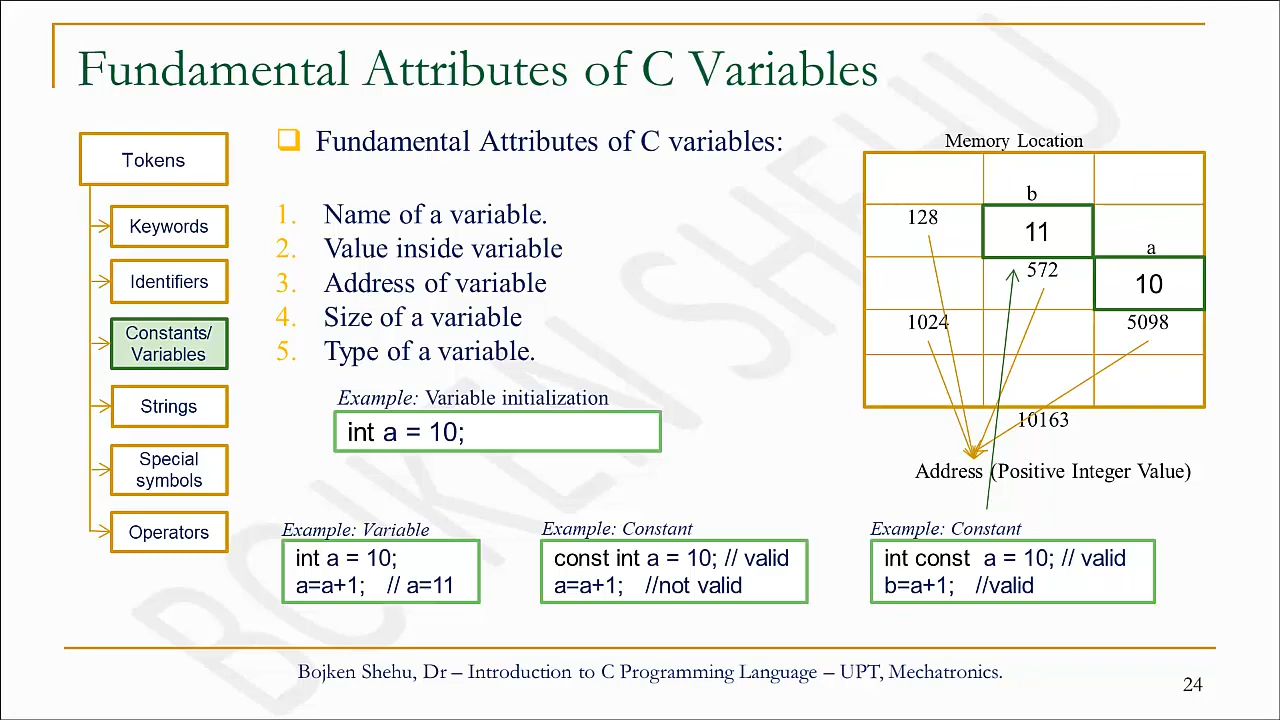 Fundamental Attributes of C Variables
Tokens
Keywords
Identifiers
Constants/
Variables
Strings
Special
symbols
Operators
❑ Fundamental Attributes of C variables:
1. Name of a variable.
2. Value inside variable
3. Address of variable
4. Size of a variable
5. Type of a variable.
Example: Variable initialization
int a = 10;
Memory Location
b
128
11
a
572
10
1024
5098
10163
Address (Positive Integer Value)
Example: Variable
int a = 10;
a=a+1; // a=11
Example: Constant
const int a = 10; // valid
a=a+1; //not valid
Example: Constant
int const a = 10; // valid
b=a+1; //valid
Bojken Shehu, Dr – Introduction to C Programming Language – UPT, Mechatronics.
24
BOJKEN SHEHU